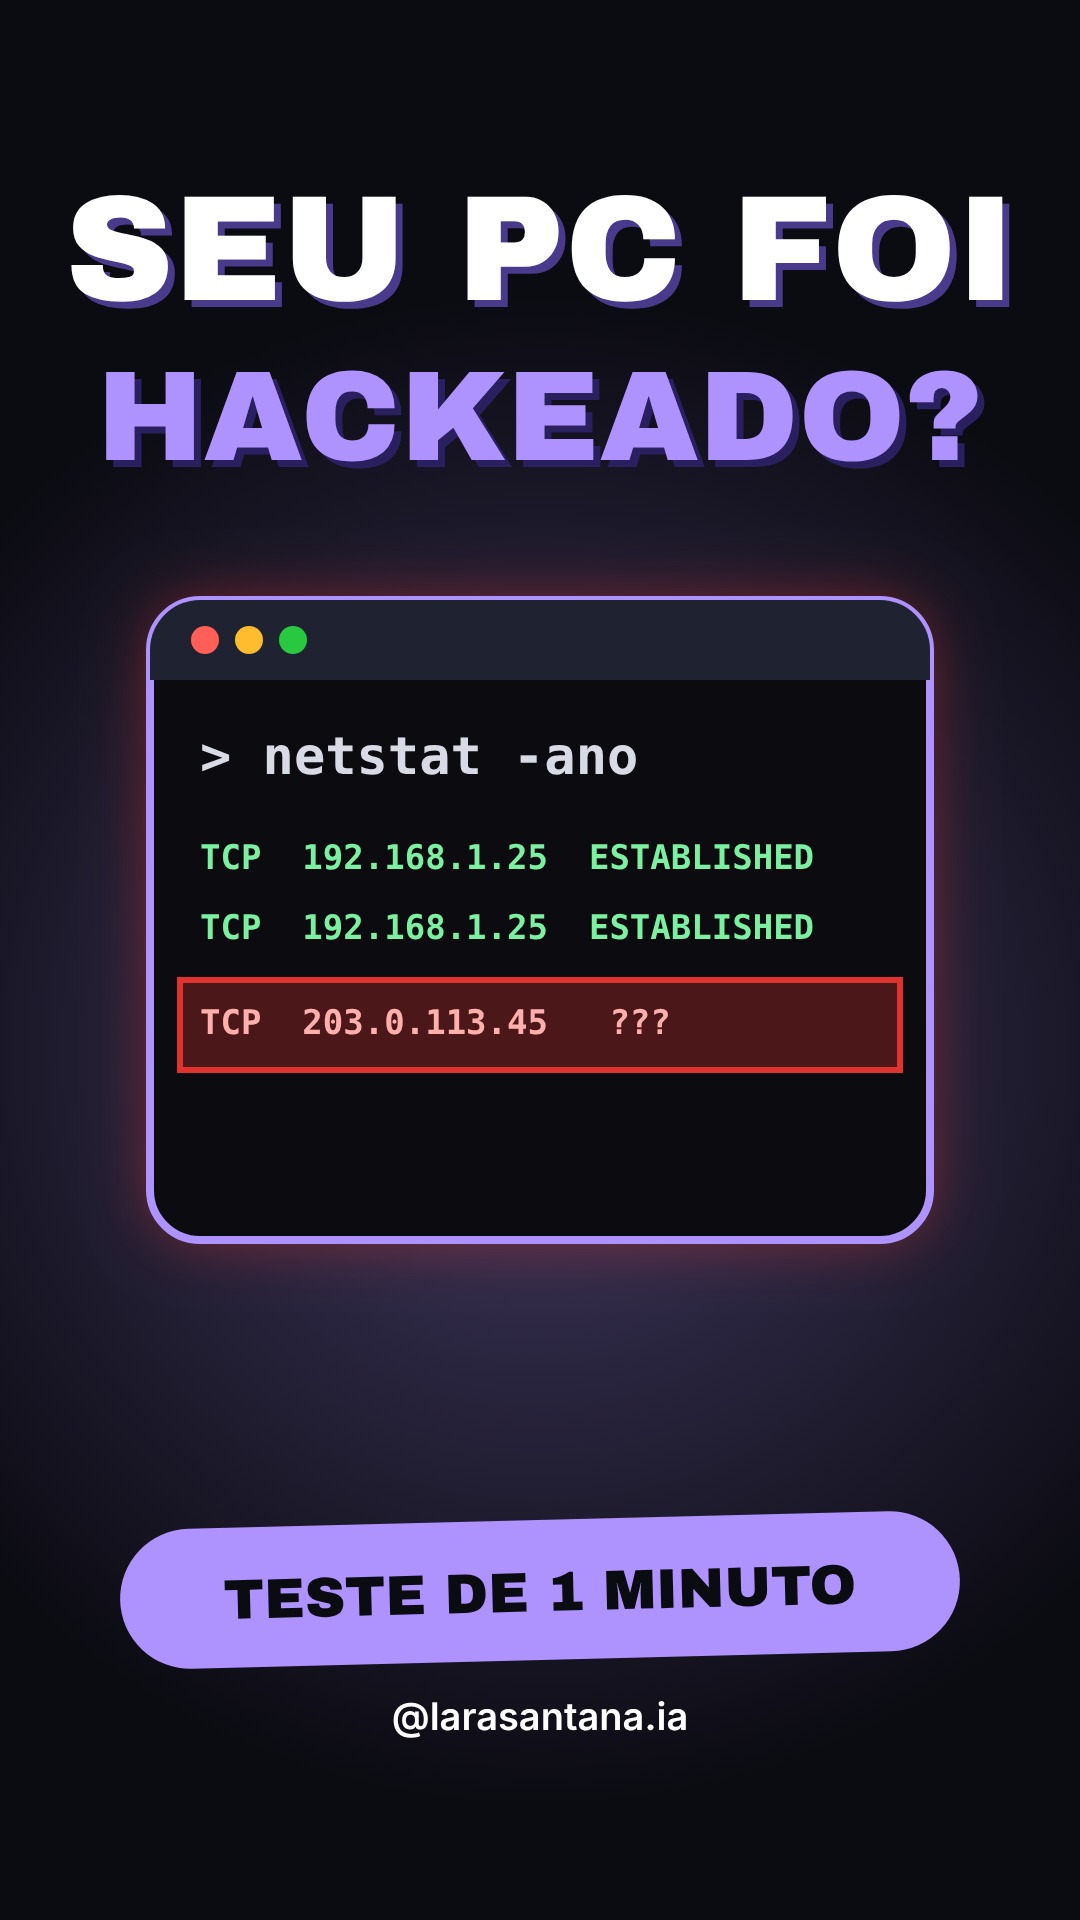 SEU PC FOI
HACKEADO?
> netstat -ano
TCP  192.168.1.25  ESTABLISHED
TCP  192.168.1.25  ESTABLISHED
TCP  203.0.113.45   ???
TESTE DE 1 MINUTO
@larasantana.ia